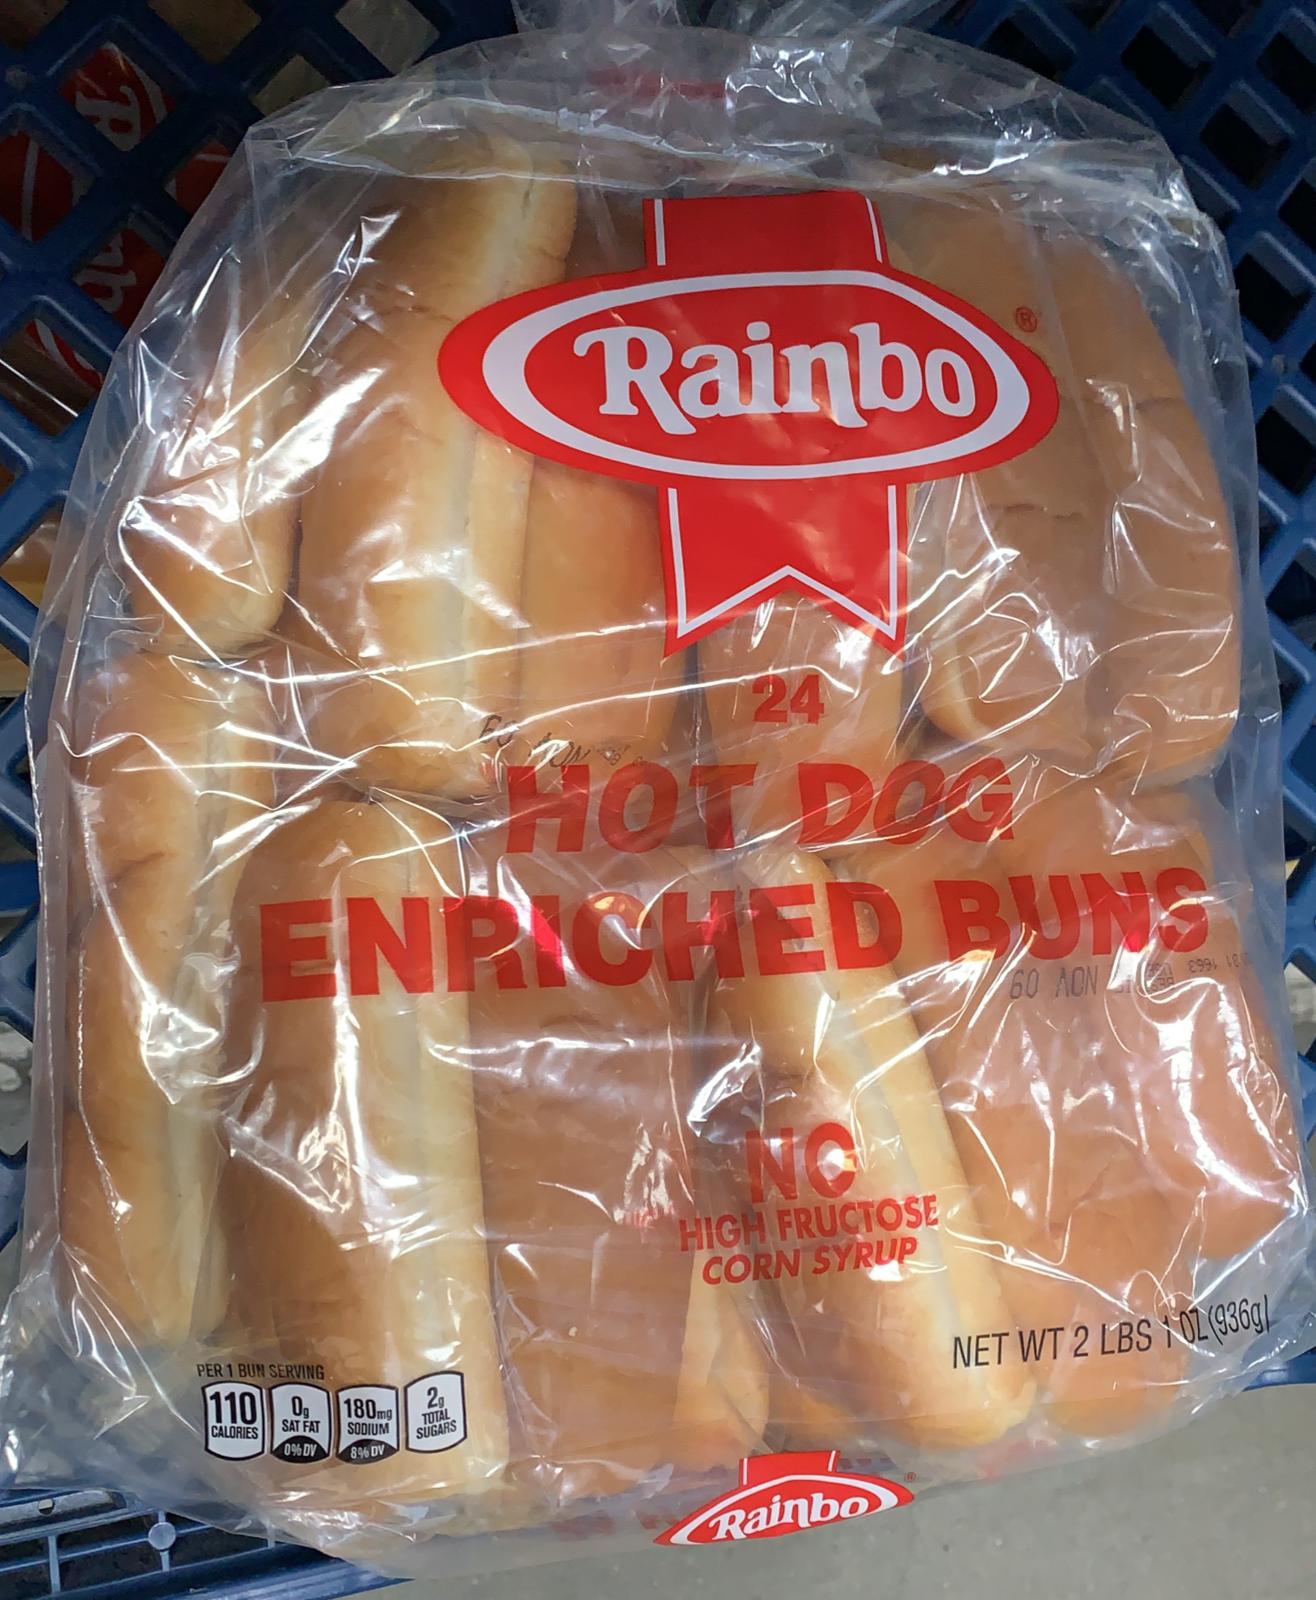 Rainbo
®
24
HOT DOG
ENRICHED BUNS
NO
HIGH FRUCTOSE
CORN SYRUP
NET WT 2 LBS 1 OZ (936g)
PER 1 BUN SERVING
110
CALORIES
0g
SAT FAT
0% DV
180mg
SODIUM
8% DV
2g
TOTAL
SUGARS
Rainbo
®